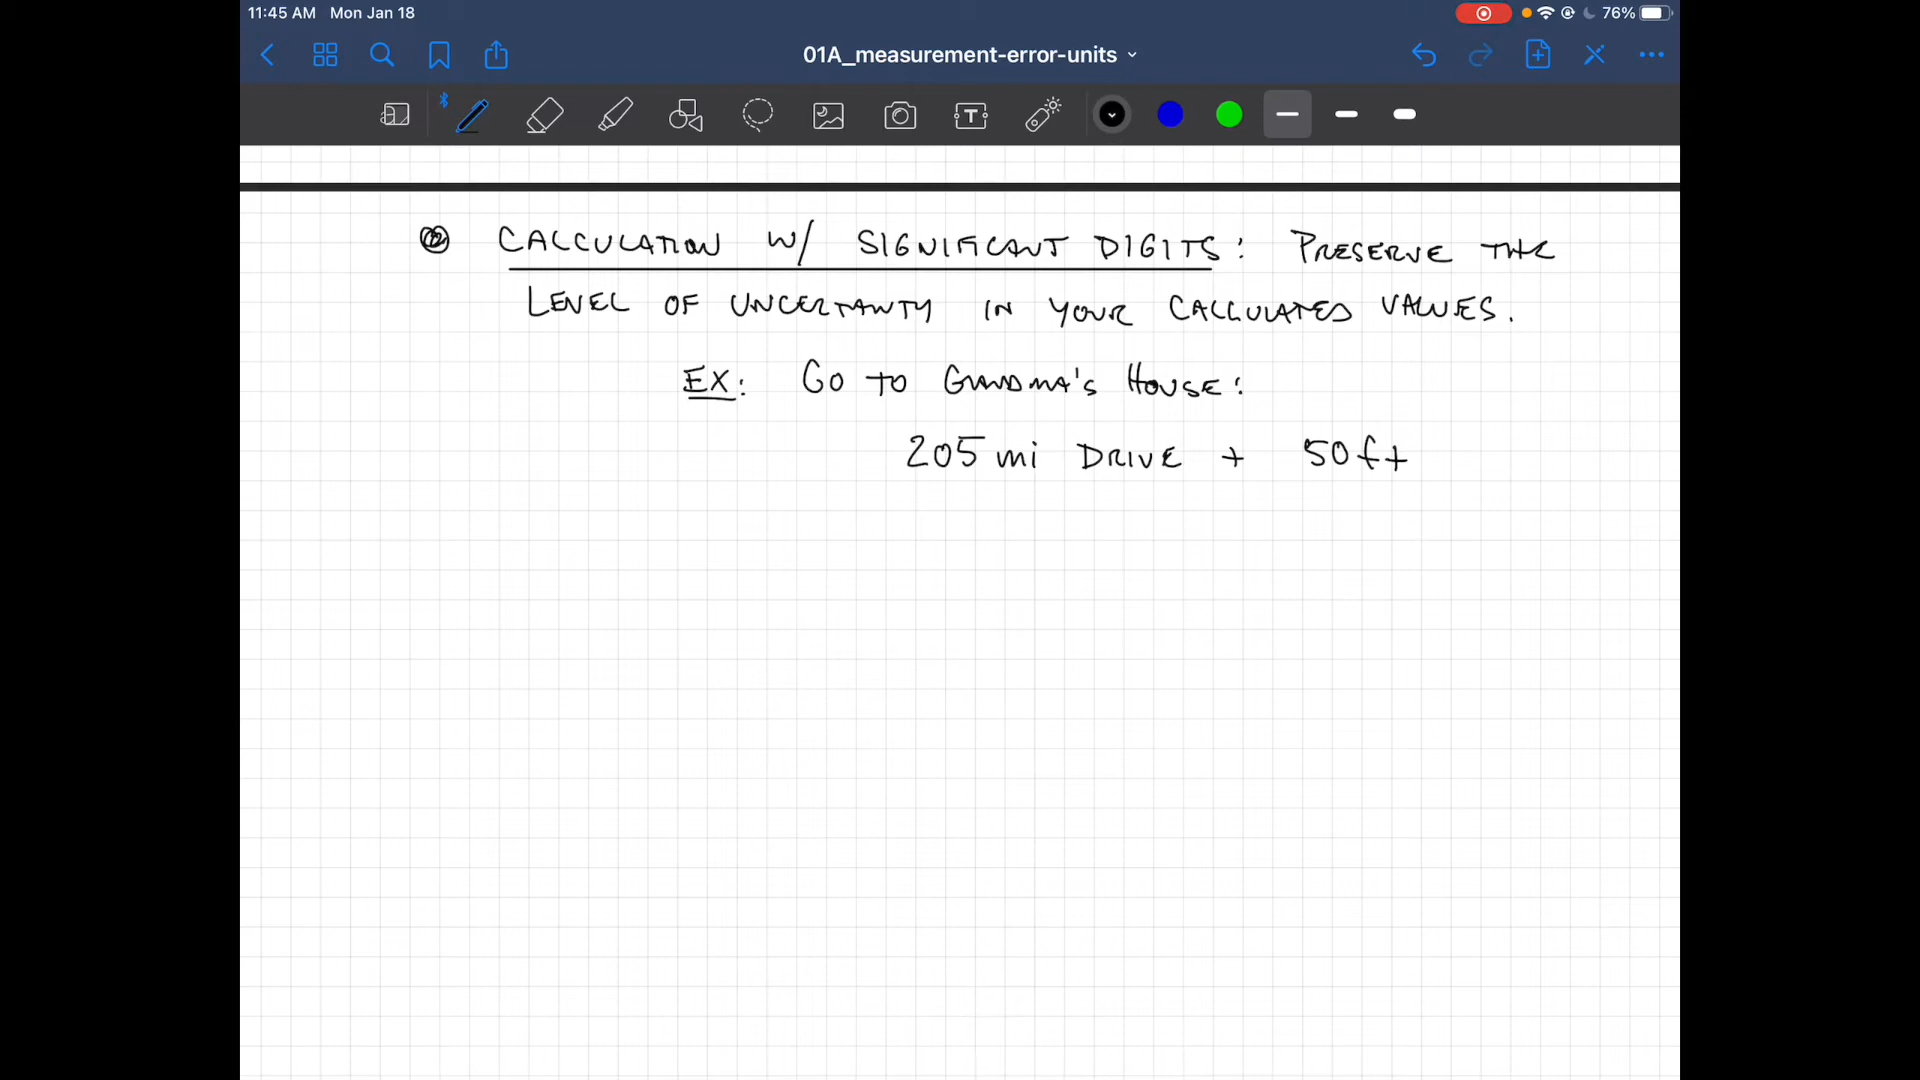 11:45 AM Mon Jan 18
76%
01A_measurement-error-units
T
CALCULATION W/ SIGNIFICANT DIGITS: PRESERVE THE
LEVEL OF UNCERTAINTY IN YOUR CALCULATED VALUES.
EX: GO TO GRANDMA'S HOUSE:
205 mi DRIVE + 50 ft